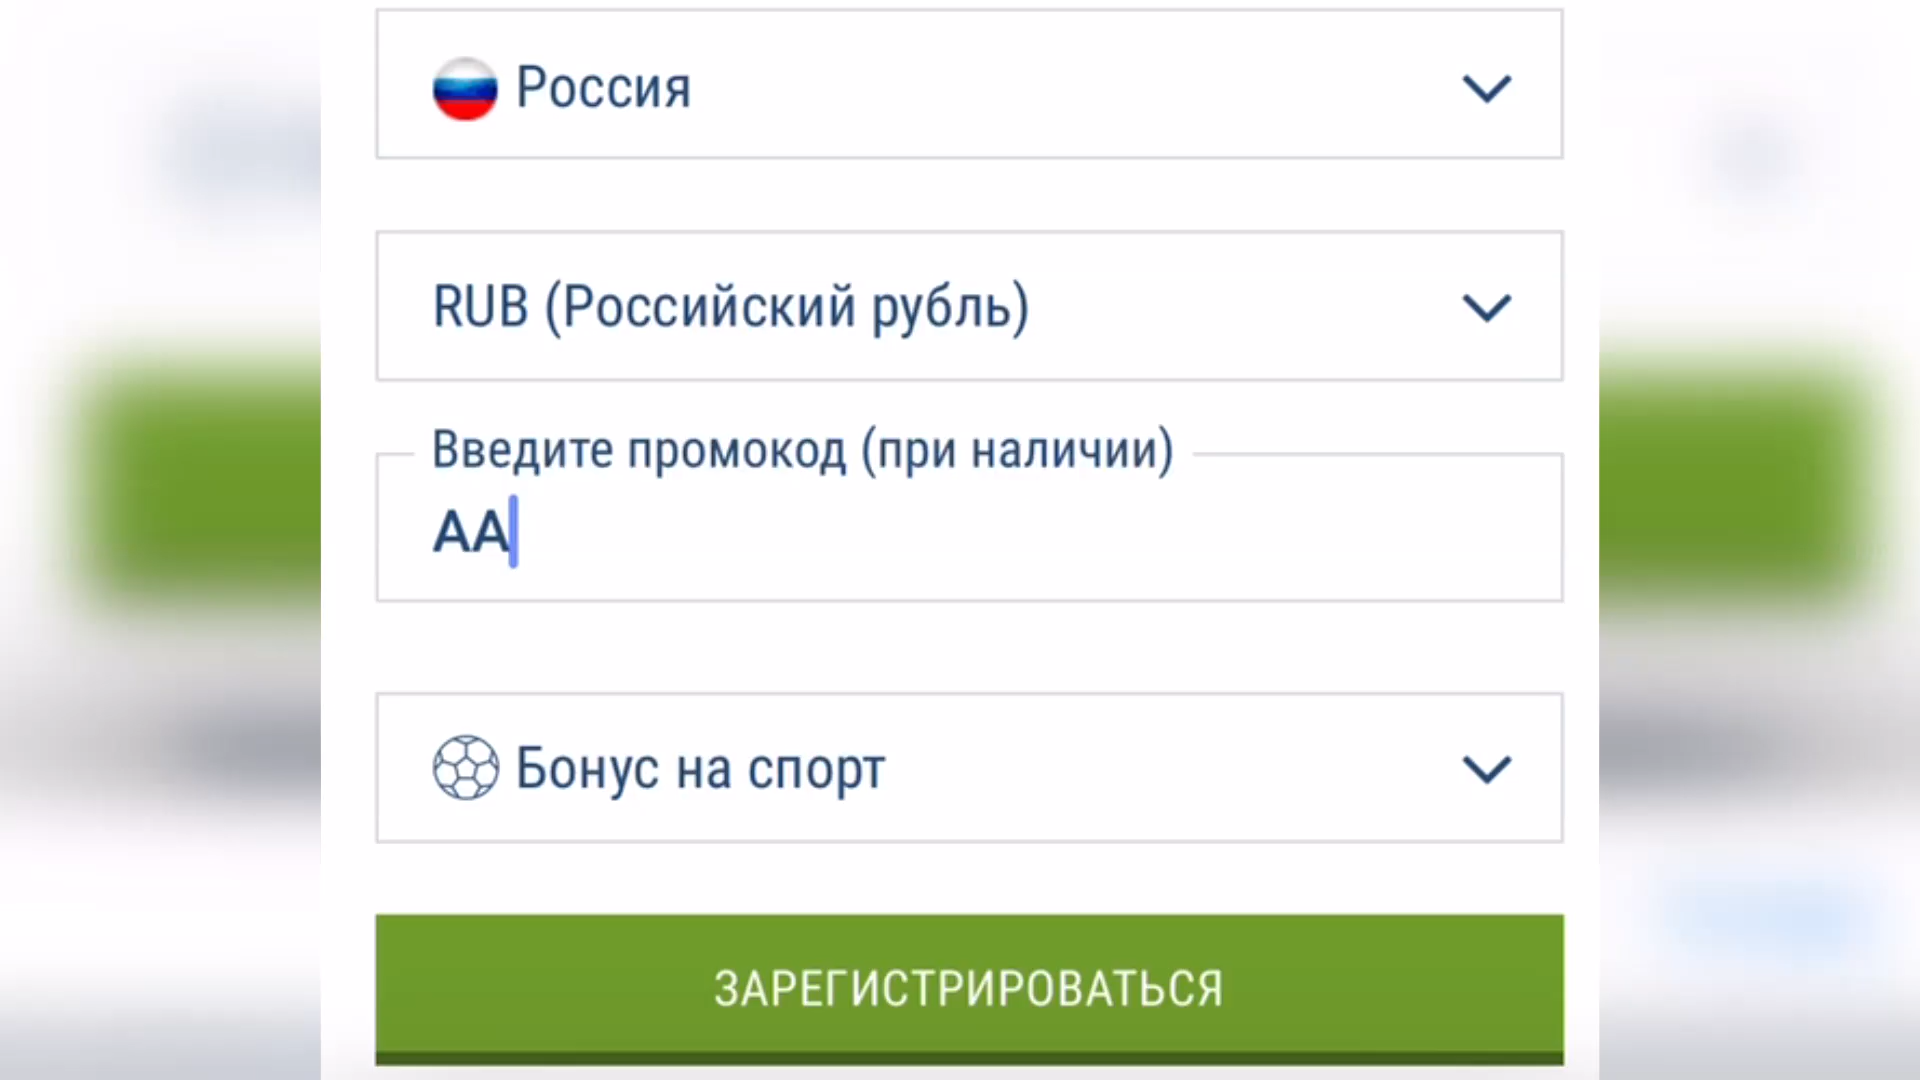 Россия
RUB (Российский рубль)
Введите промокод (при наличии)
AA
Бонус на спорт
ЗАРЕГИСТРИРОВАТЬСЯ